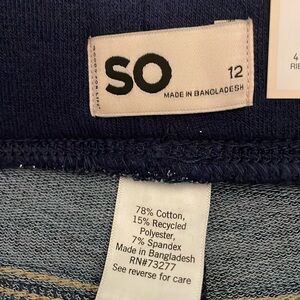 SO
12
MADE IN BANGLADESH
4
78% Cotton,
15% Recycled
Polyester,
7% Spandex
Made in Bangladesh
RN#73277
See reverse for care